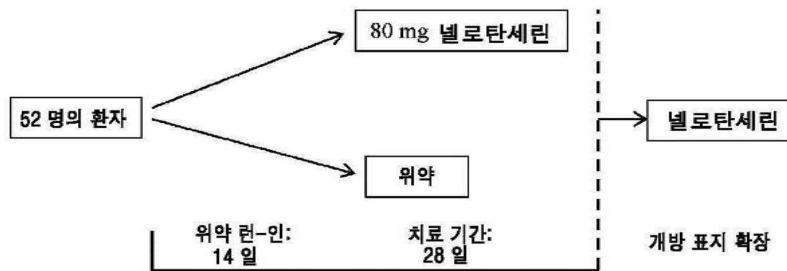 80 mg 넬로탄세린
52 명의 환자
넬로탄세린
위약
위약 런-인:
14 일
치료 기간:
28 일
개방 표지 확장